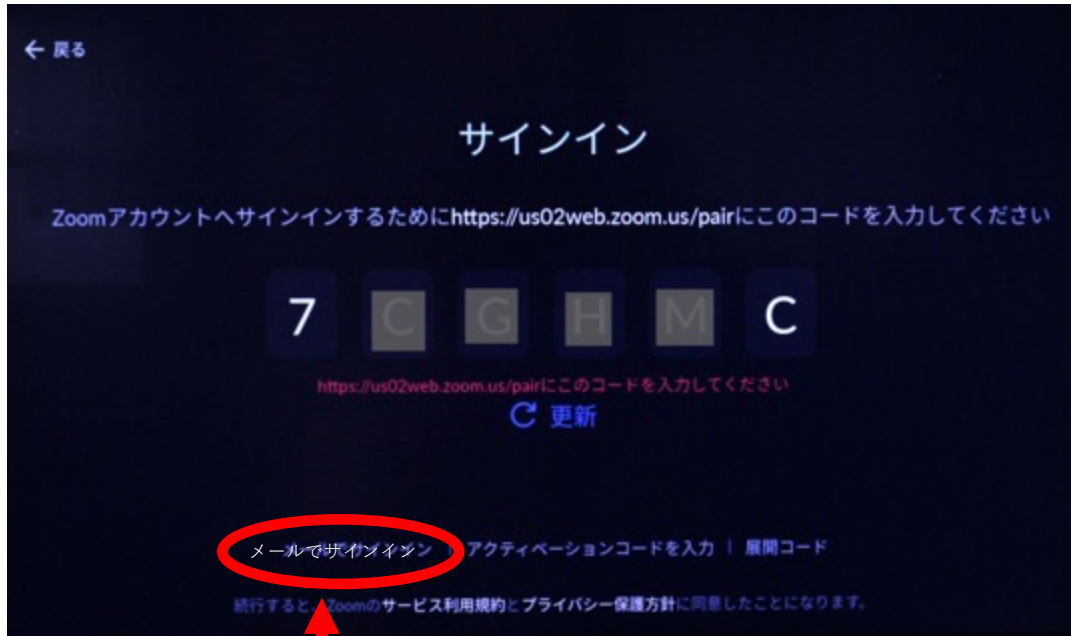 ← 戻る
サインイン
Zoomアカウントへサインインするためにhttps://us02web.zoom.us/pairにこのコードを入力してください
7 C G H M C
https://us02web.zoom.us/pairにこのコードを入力してください
更新
メールでサインイン | アクティベーションコードを入力 | 展開コード
続行すると、Zoomのサービス利用規約とプライバシー保護方針に同意したことになります。